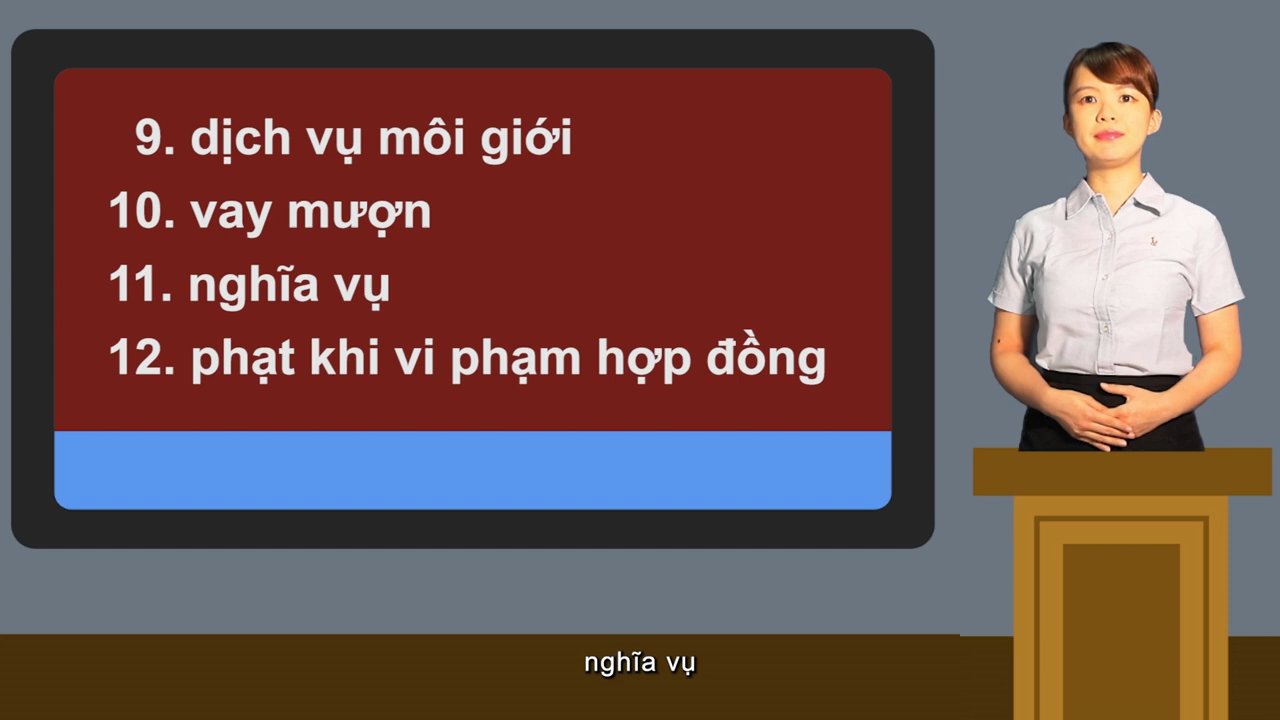 9. dịch vụ môi giới
10. vay mượn
11. nghĩa vụ
12. phạt khi vi phạm hợp đồng
nghĩa vụ